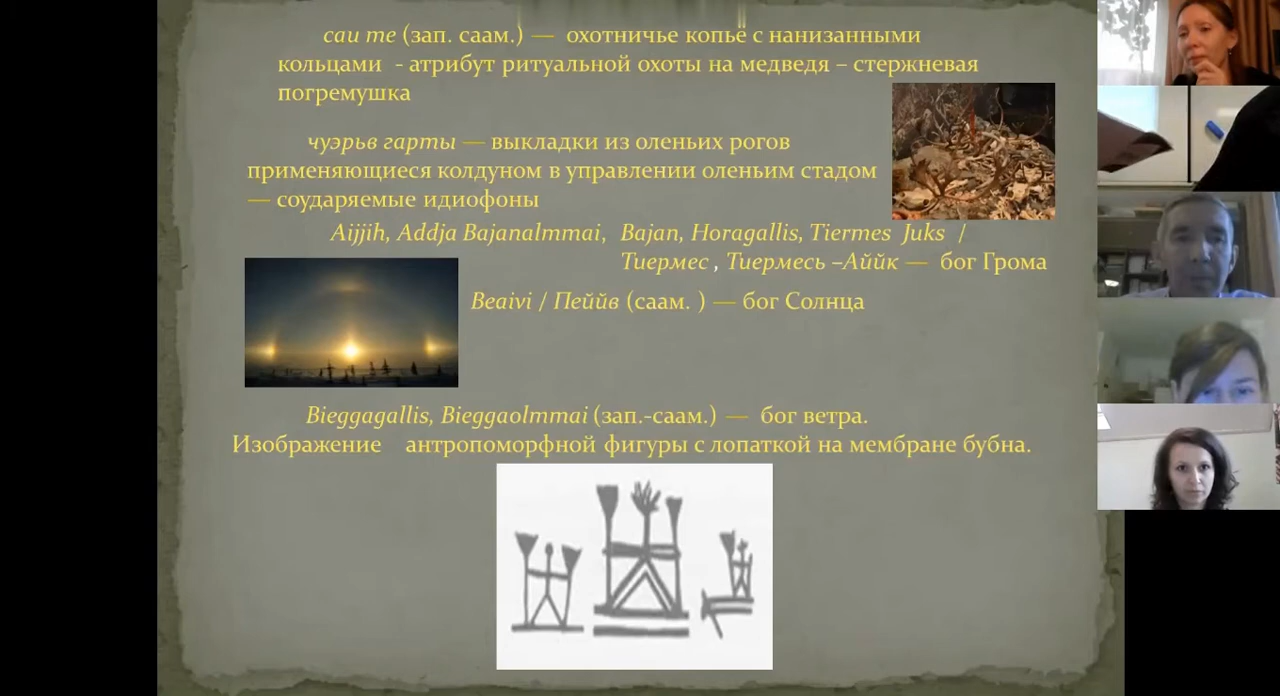 саи те (зап. саам.) — охотничье копьё с нанизанными
кольцами - атрибут ритуальной охоты на медведя – стержневая
погремушка
чуэрьв гарты — выкладки из оленьих рогов
применяющиеся колдуном в управлении оленьим стадом
— соударяемые идиофоны
Aijjih, Addja Bajanalmmai, Bajan, Horagallis, Tiermes Juks /
Тиермес , Тиермесь –Аййк — бог Грома
Beaivi / Пеййв (саам. ) — бог Солнца
Bieggagallis, Bieggaolmmai (зап.-саам.) — бог ветра.
Изображение антропоморфной фигуры с лопаткой на мембране бубна.